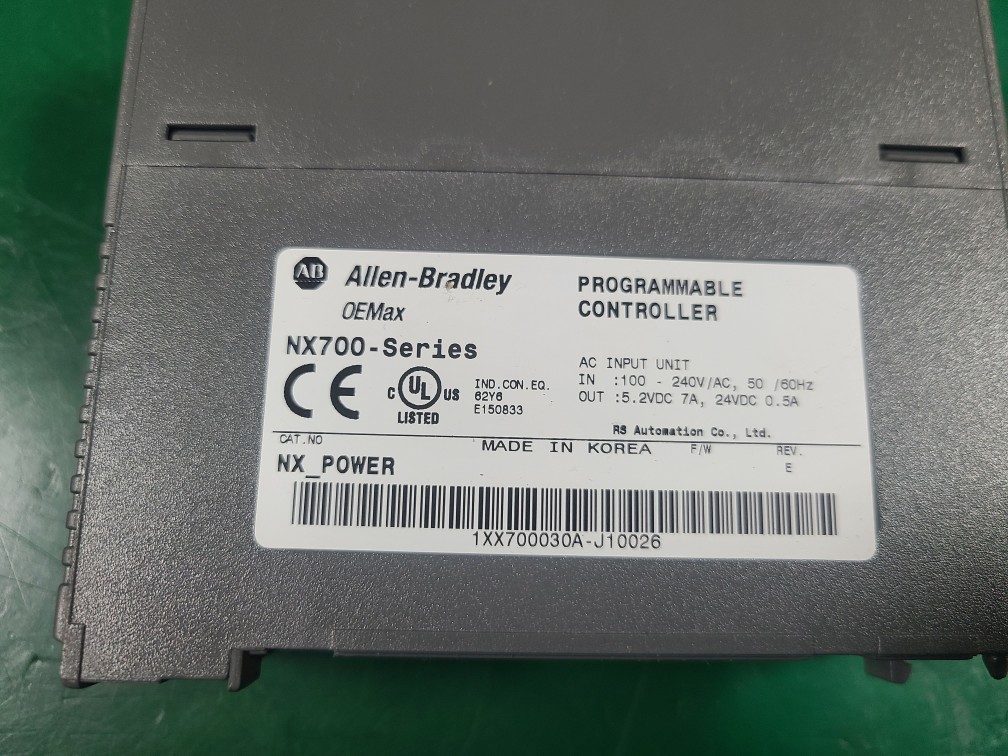 AB Allen-Bradley
OEMax
PROGRAMMABLE
CONTROLLER
NX700-Series
AC INPUT UNIT
IN :100 - 240V/AC, 50 /60Hz
OUT :5.2VDC 7A, 24VDC 0.5A
CE
C UL US
LISTED
IND.CON.EQ.
62Y6
E150833
RS Automation Co., Ltd.
CAT.NO
MADE IN KOREA
F/W
REV.
NX_POWER
E
1XX700030A-J10026